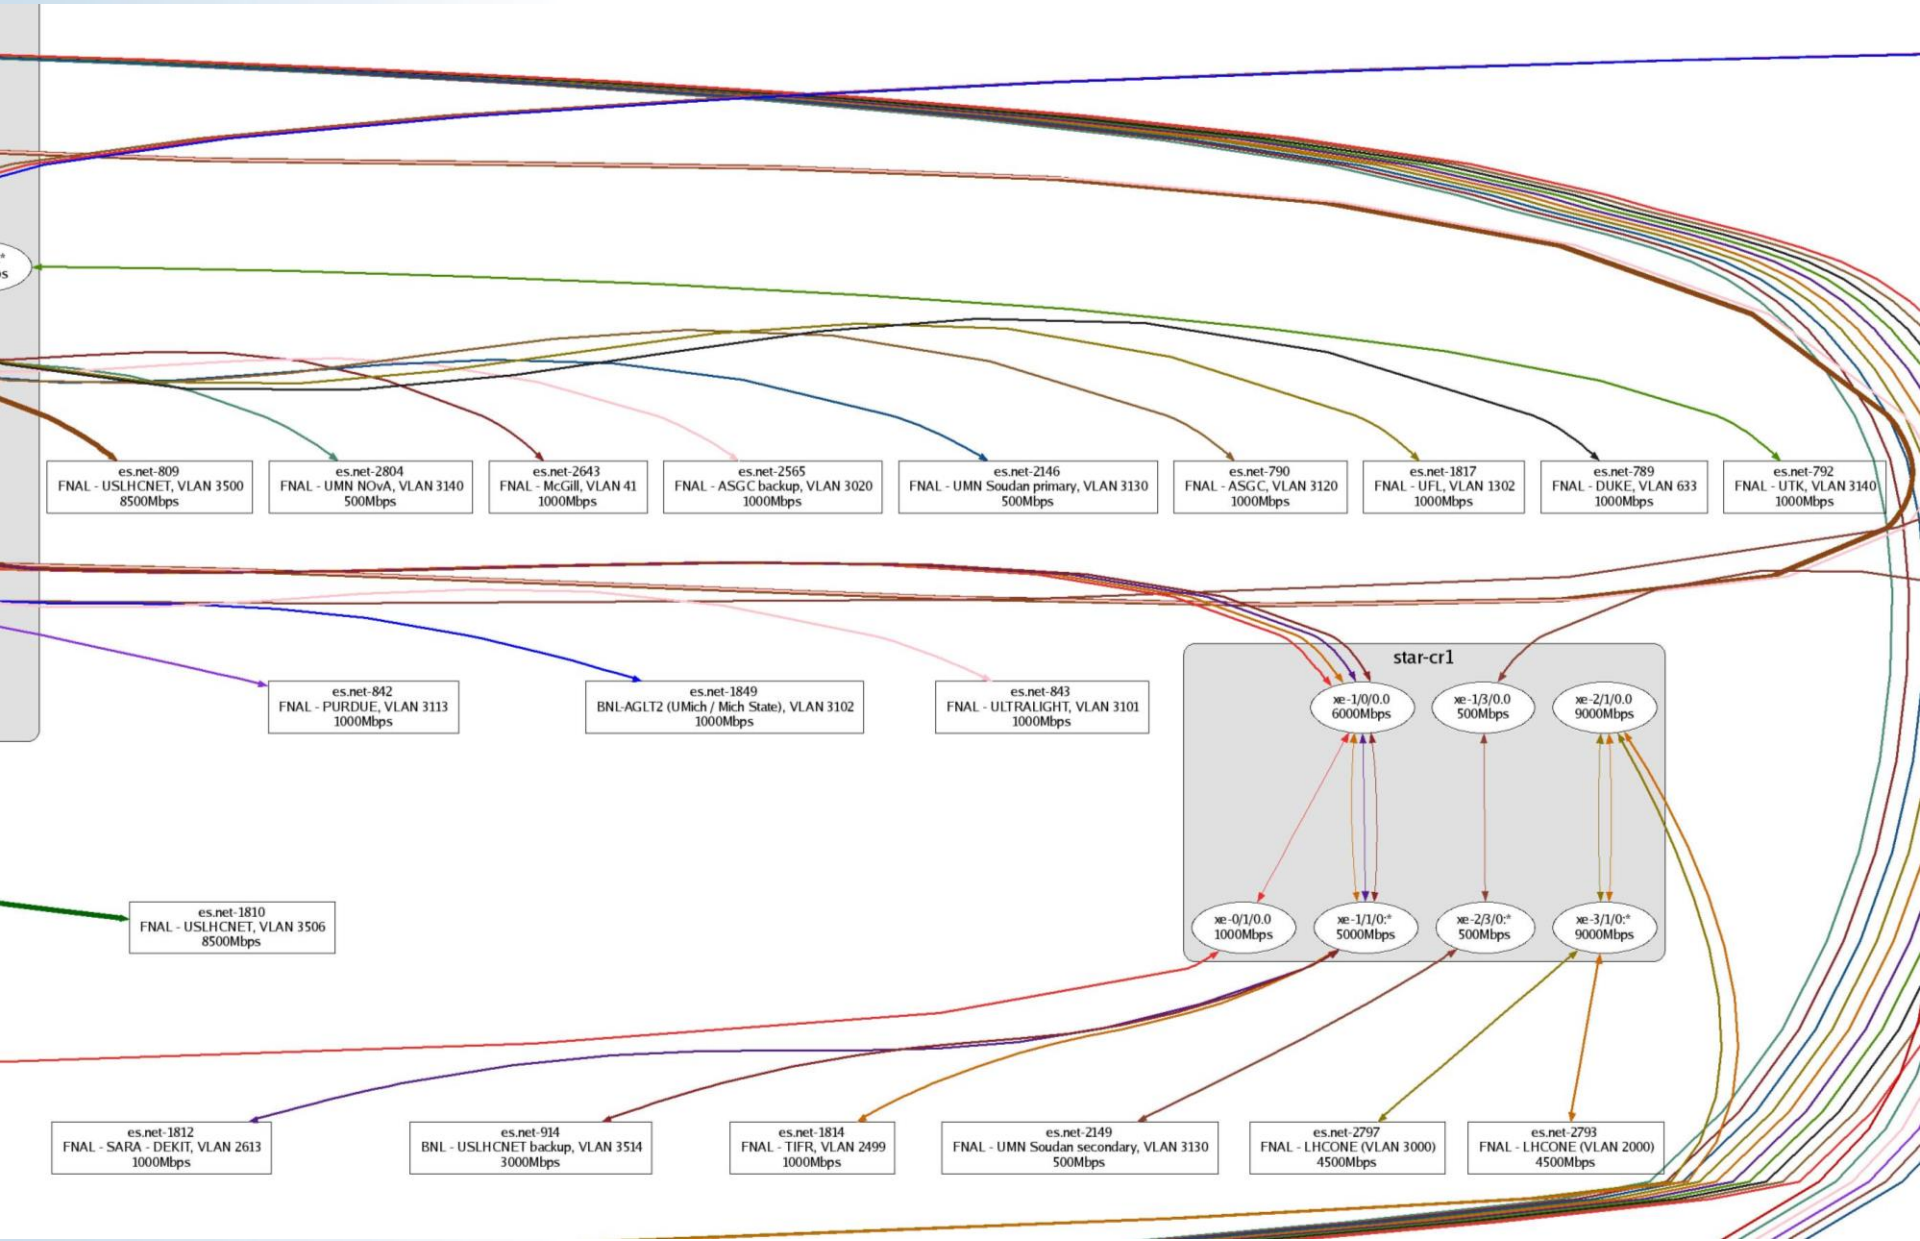 *
s
es.net-809
FNAL - USLHCNET, VLAN 3500
8500Mbps
es.net-2804
FNAL - UMN NOvA, VLAN 3140
500Mbps
es.net-2643
FNAL - McGill, VLAN 41
1000Mbps
es.net-2565
FNAL - ASGC backup, VLAN 3020
1000Mbps
es.net-2146
FNAL - UMN Soudan primary, VLAN 3130
500Mbps
es.net-790
FNAL - ASGC, VLAN 3120
1000Mbps
es.net-1817
FNAL - UFL, VLAN 1302
1000Mbps
es.net-789
FNAL - DUKE, VLAN 633
1000Mbps
es.net-792
FNAL - UTK, VLAN 3140
1000Mbps
es.net-842
FNAL - PURDUE, VLAN 3113
1000Mbps
es.net-1849
BNL-AGLT2 (UMich / Mich State), VLAN 3102
1000Mbps
es.net-843
FNAL - ULTRALIGHT, VLAN 3101
1000Mbps
star-cr1
xe-1/0/0.0
6000Mbps
xe-1/3/0.0
500Mbps
xe-2/1/0.0
9000Mbps
es.net-1810
FNAL - USLHCNET, VLAN 3506
8500Mbps
xe-0/1/0.0
1000Mbps
xe-1/1/0:*
5000Mbps
xe-2/3/0:*
500Mbps
xe-3/1/0:*
9000Mbps
es.net-1812
FNAL - SARA - DEKIT, VLAN 2613
1000Mbps
es.net-914
BNL - USLHCNET backup, VLAN 3514
3000Mbps
es.net-1814
FNAL - TIFR, VLAN 2499
1000Mbps
es.net-2149
FNAL - UMN Soudan secondary, VLAN 3130
500Mbps
es.net-2797
FNAL - LHCONE (VLAN 3000)
4500Mbps
es.net-2793
FNAL - LHCONE (VLAN 2000)
4500Mbps